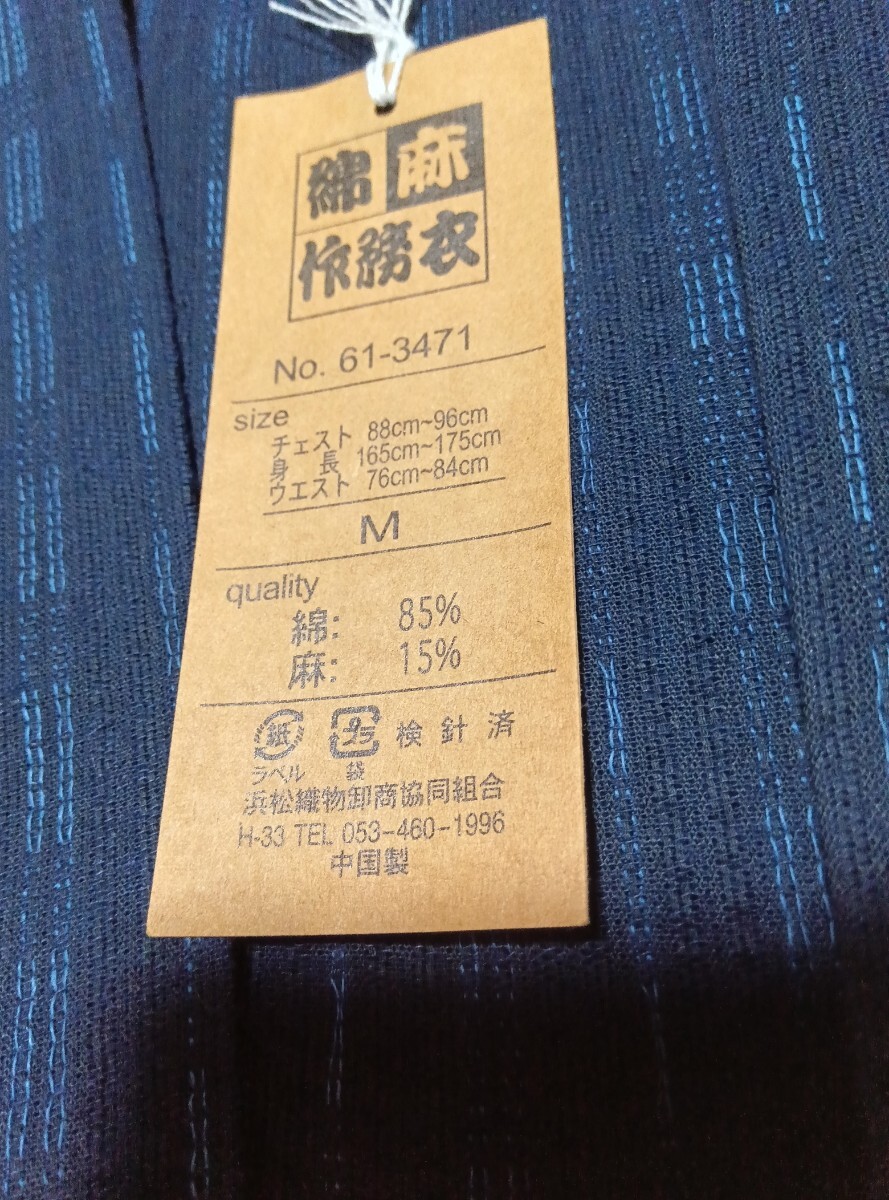 綿麻
作務衣
No. 61-3471
size
チェスト 88cm~96cm
身長 165cm~175cm
ウエスト 76cm~84cm
M
quality
綿: 85%
麻: 15%
紙 プラ 検針済
ラベル 袋
浜松織物卸商協同組合
H-33 TEL 053-460-1996
中国製